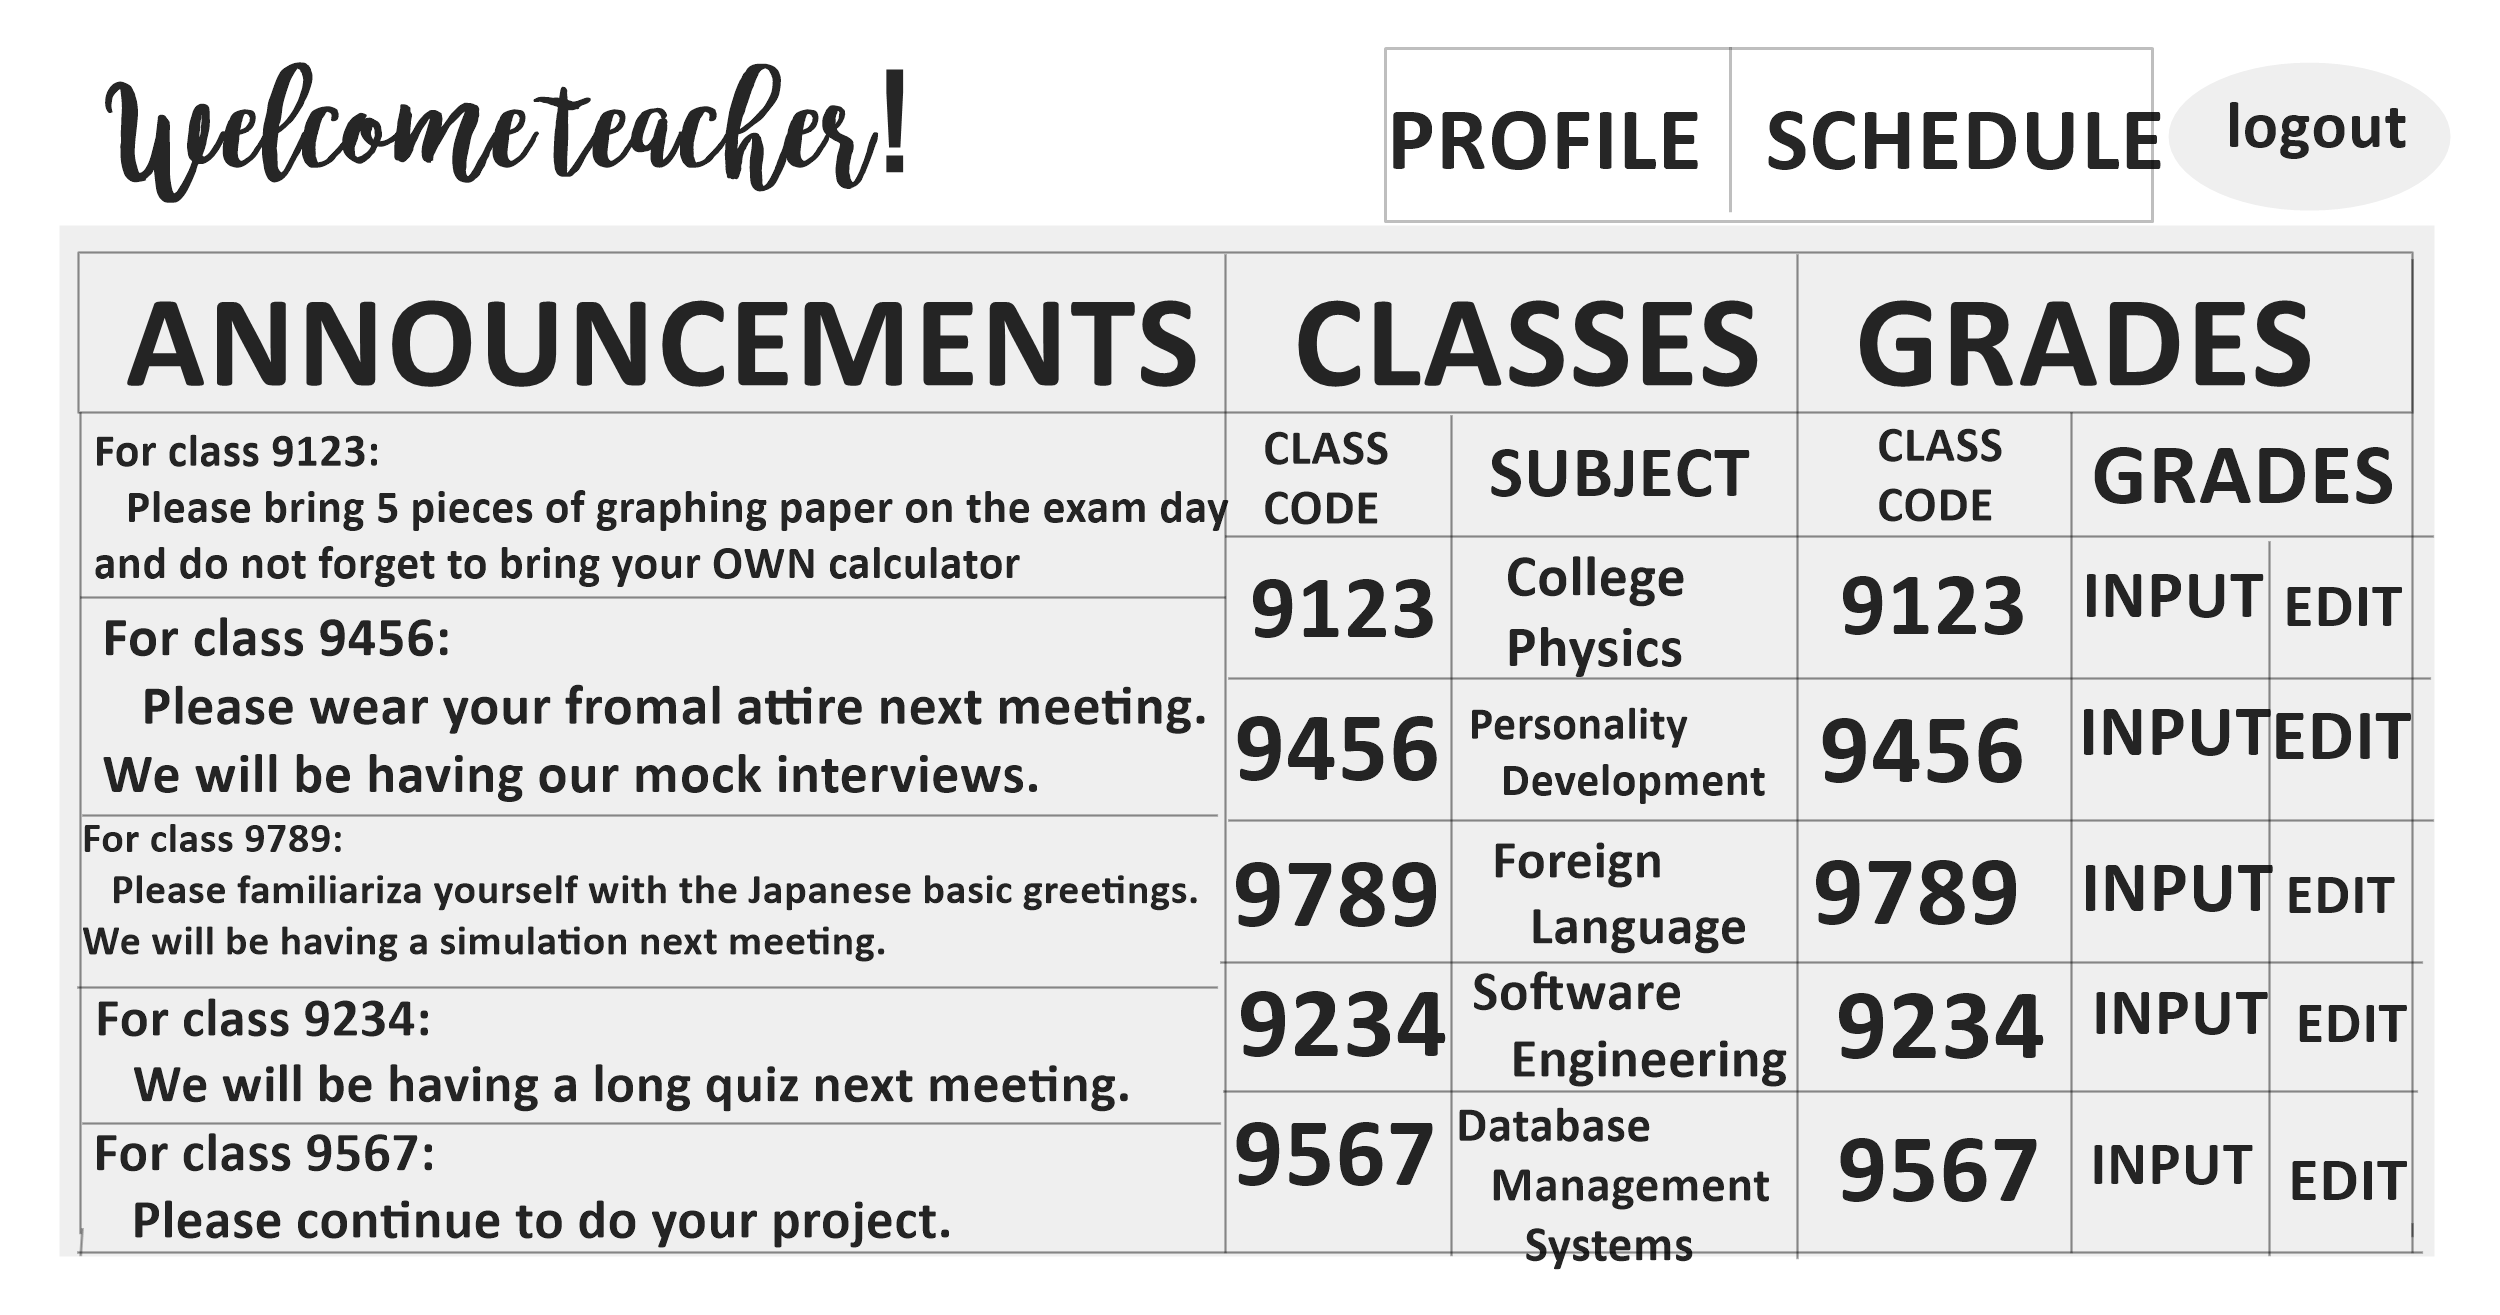 Welcome teacher!
PROFILE SCHEDULE logout
ANNOUNCEMENTS CLASSES GRADES
For class 9123:
Please bring 5 pieces of graphing paper on the exam day
and do not forget to bring your OWN calculator
For class 9456:
Please wear your fromal attire next meeting.
We will be having our mock interviews.
For class 9789:
Please familiariza yourself with the Japanese basic greetings.
We will be having a simulation next meeting.
For class 9234:
We will be having a long quiz next meeting.
For class 9567:
Please continue to do your project.
CLASS
CODE
SUBJECT
9123
College
Physics
9456
Personality
Development
9789
Foreign
Language
9234
Software
Engineering
9567
Database
Management
Systems
CLASS
CODE
GRADES
9123 INPUT EDIT
9456 INPUT EDIT
9789 INPUT EDIT
9234 INPUT EDIT
9567 INPUT EDIT